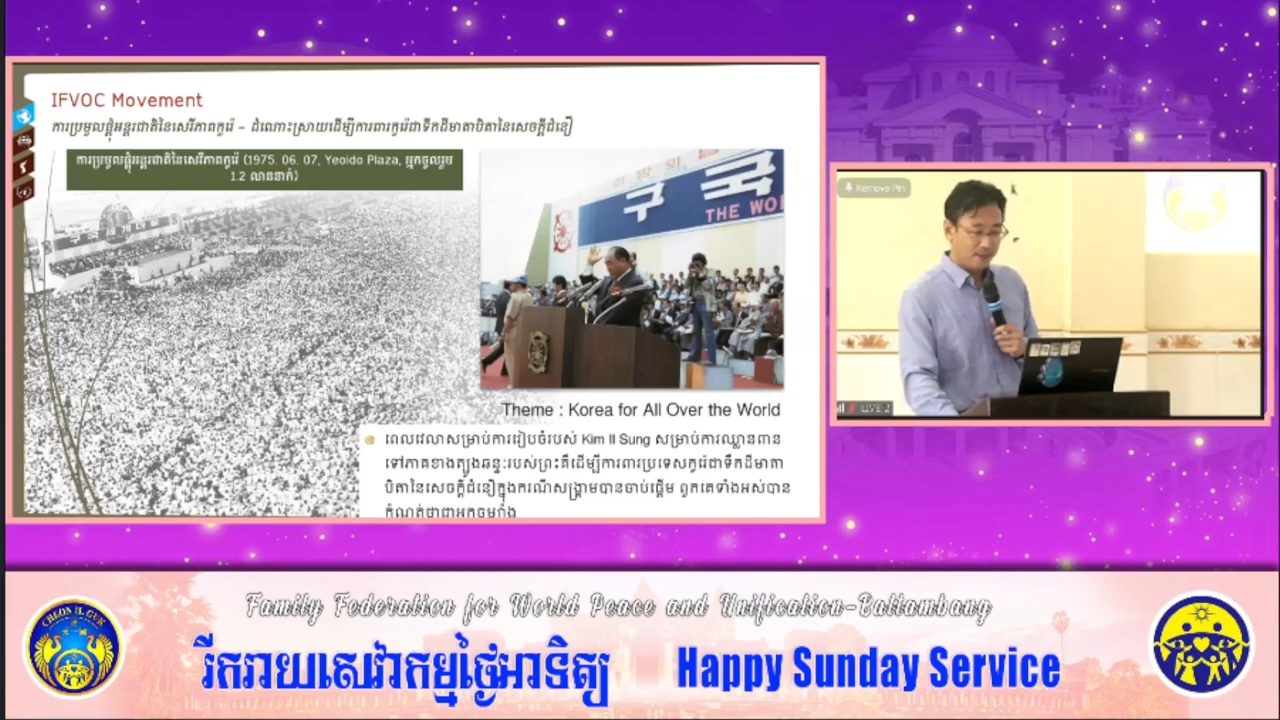 IFVOC Movement
ការប្រមូលផ្តុំអន្តរជាតិនៃសេរីភាពកូរ៉េ – ដំណោះស្រាយដើម្បីការពារកូរ៉េជាទឹកដីមាតាបិតានៃសេចក្តីជំនឿ
ការប្រមូលផ្តុំអន្តរជាតិនៃសេរីភាពកូរ៉េ (1975. 06. 07, Yeoido Plaza, អ្នកចូលរួម
1.2 លាននាក់)
구국
THE WO
Theme : Korea for All Over the World
ពេលវេលាសម្រាប់ការរៀបចំរបស់ Kim Il Sung សម្រាប់ការឈ្លានពាន
ទៅភាគខាងត្បូងឆន្ទៈរបស់ព្រះគឺដើម្បីការពារប្រទេសកូរ៉េជាទឹកដីមាតា
បិតានៃសេចក្តីជំនឿក្នុងករណីសង្គ្រាមបានចាប់ផ្តើម ពួកគេទាំងអស់បាន
Remove Pin
LIVE 2
Family Federation for World Peace and Unification-Battambang
រីករាយសេវាកម្មថ្ងៃអាទិត្យ
Happy Sunday Service
CHEON IL GUK